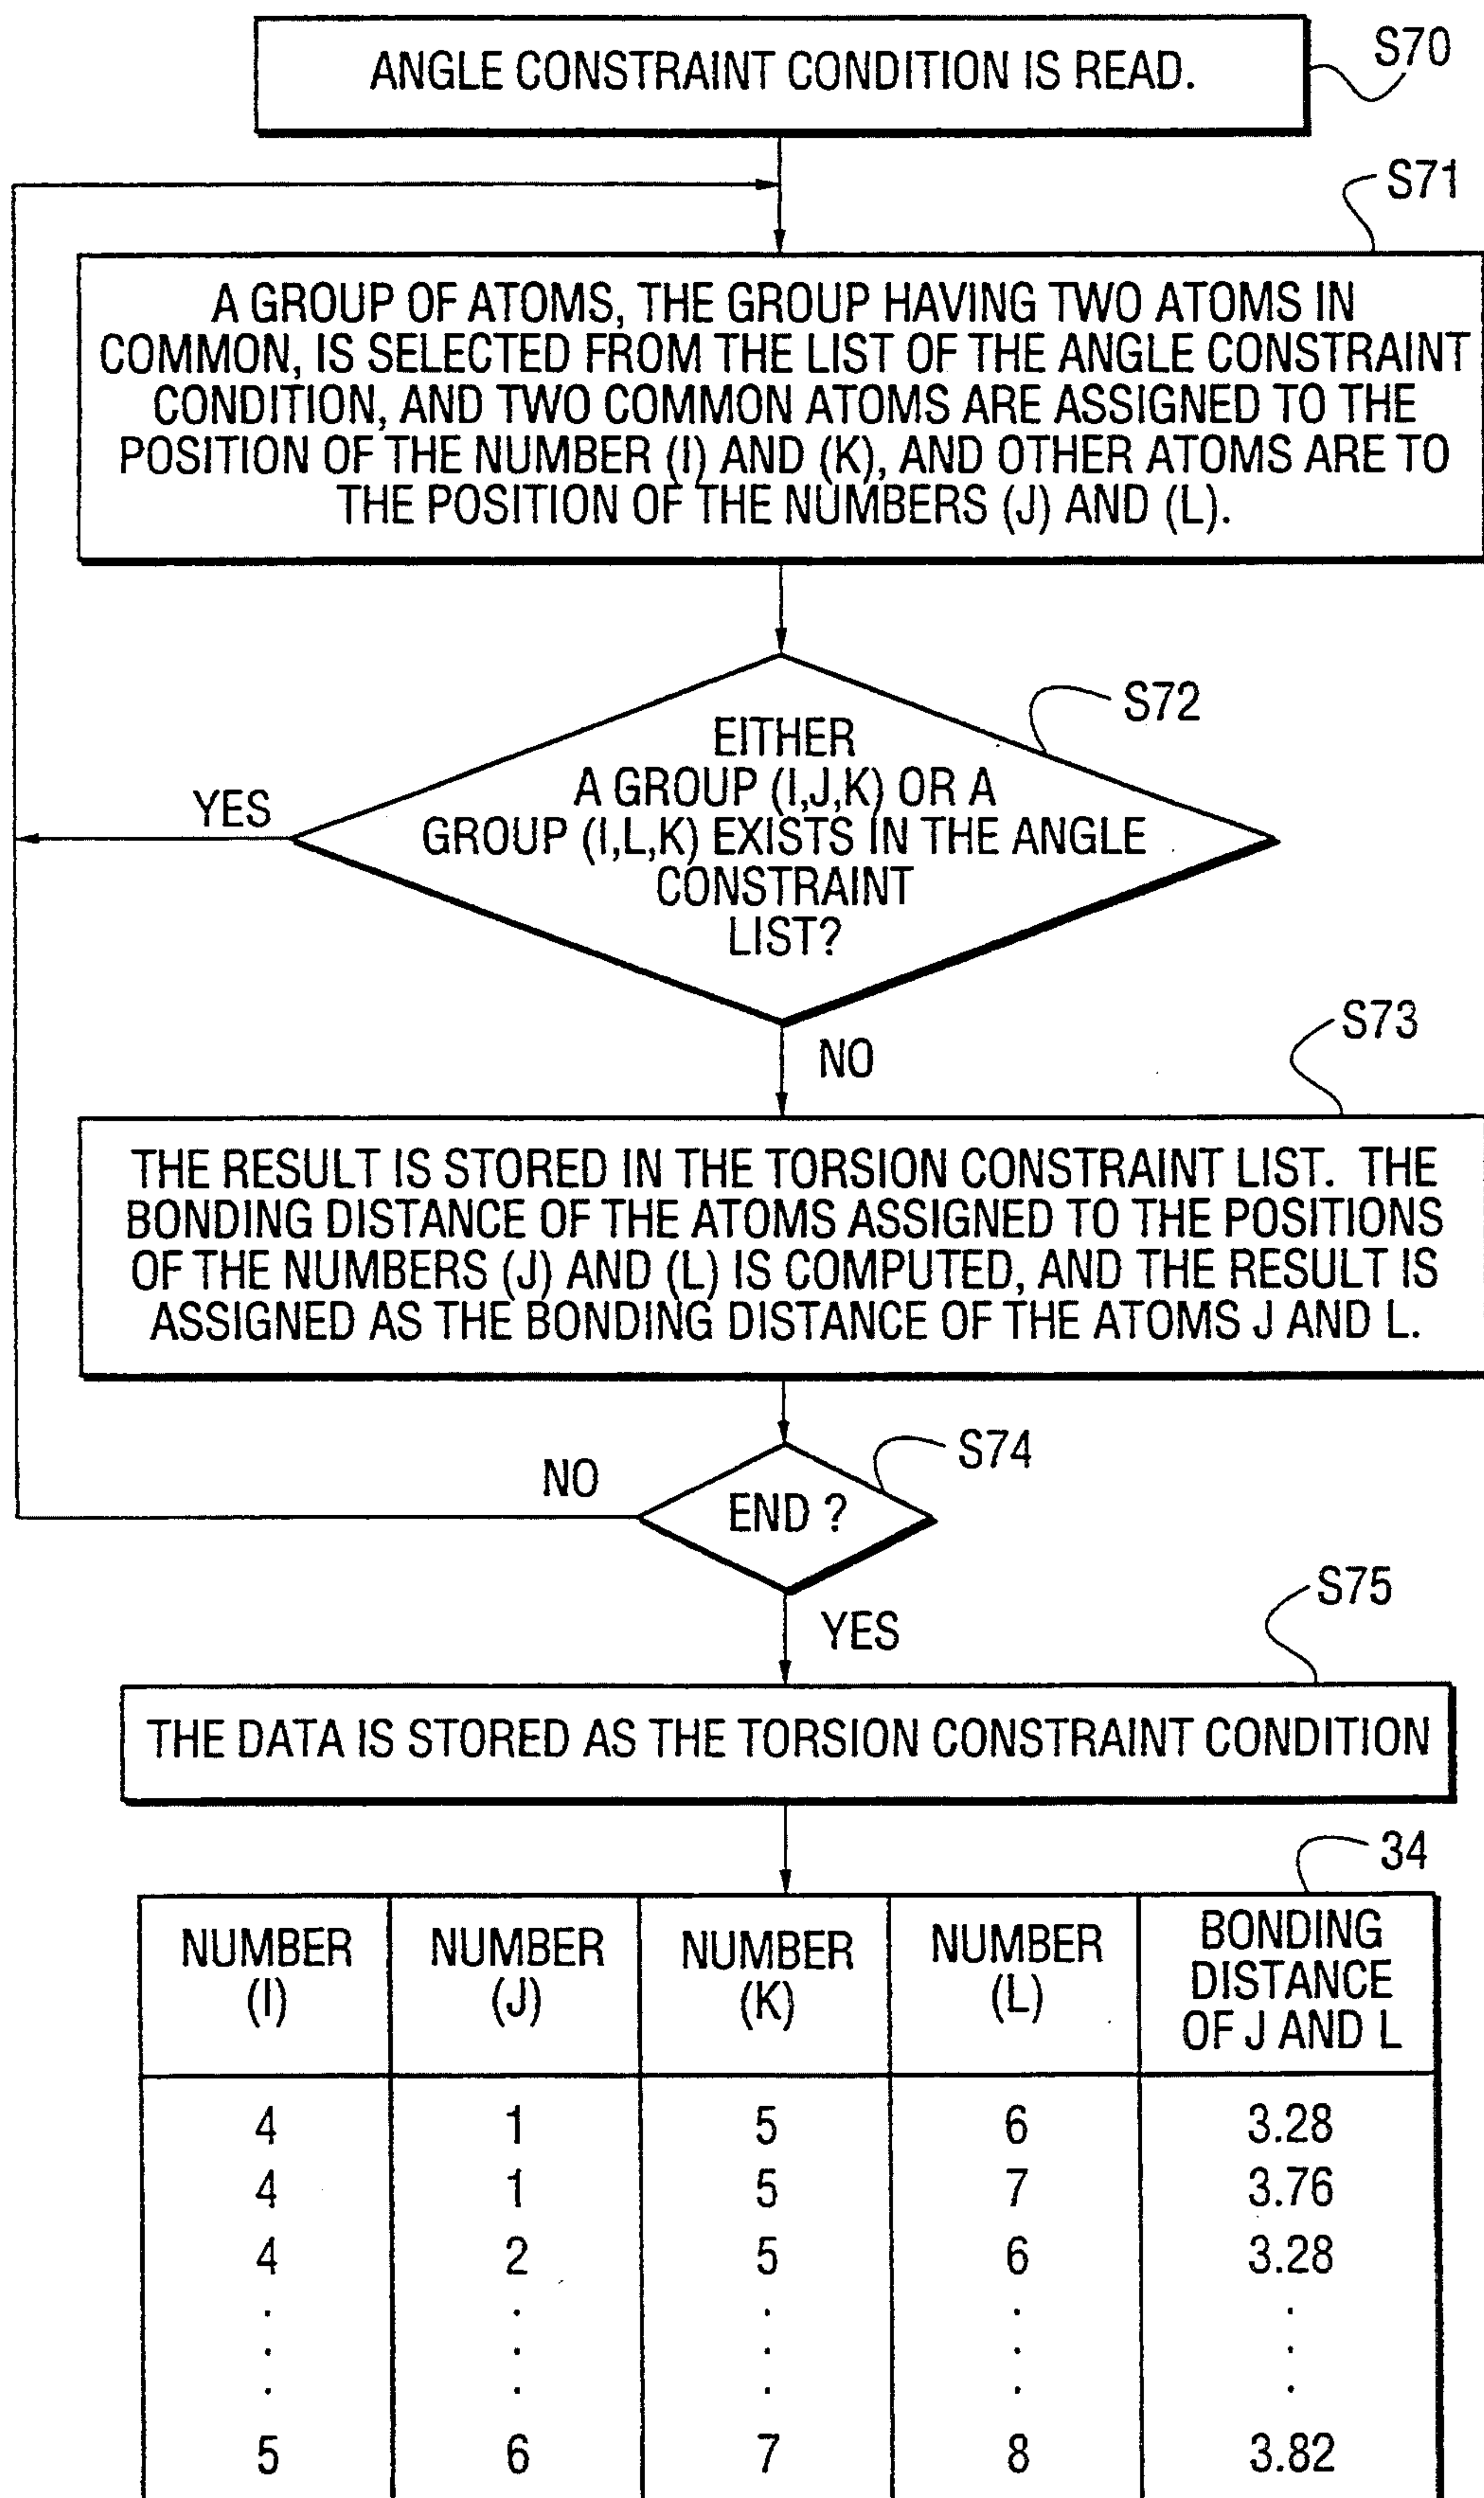 ANGLE CONSTRAINT CONDITION IS READ.
S70
S71
A GROUP OF ATOMS, THE GROUP HAVING TWO ATOMS IN
COMMON, IS SELECTED FROM THE LIST OF THE ANGLE CONSTRAINT
CONDITION, AND TWO COMMON ATOMS ARE ASSIGNED TO THE
POSITION OF THE NUMBER (I) AND (K), AND OTHER ATOMS ARE TO
THE POSITION OF THE NUMBERS (J) AND (L).
S72
EITHER
A GROUP (I,J,K) OR A
GROUP (I,L,K) EXISTS IN THE ANGLE
CONSTRAINT
LIST?
YES
NO
S73
THE RESULT IS STORED IN THE TORSION CONSTRAINT LIST. THE
BONDING DISTANCE OF THE ATOMS ASSIGNED TO THE POSITIONS
OF THE NUMBERS (J) AND (L) IS COMPUTED, AND THE RESULT IS
ASSIGNED AS THE BONDING DISTANCE OF THE ATOMS J AND L.
S74
NO
END ?
YES
S75
THE DATA IS STORED AS THE TORSION CONSTRAINT CONDITION
34
NUMBER (I) NUMBER (J) NUMBER (K) NUMBER (L) BONDING DISTANCE OF J AND L
4 1 5 6 3.28
4 1 5 7 3.76
4 2 5 6 3.28
. . . . .
. . . . .
. . . . .
5 6 7 8 3.82